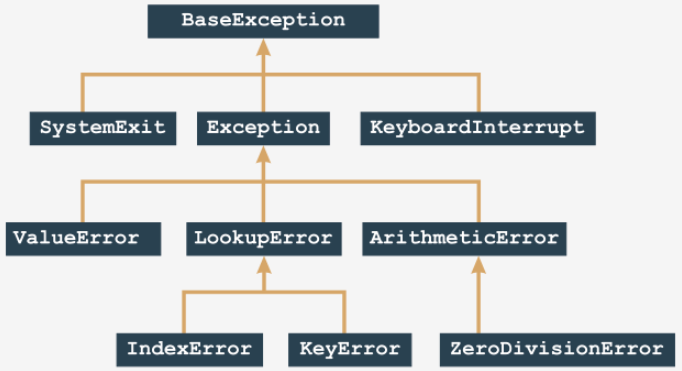 BaseException
SystemExit
Exception
KeyboardInterrupt
ValueError
LookupError
ArithmeticError
IndexError
KeyError
ZeroDivisionError